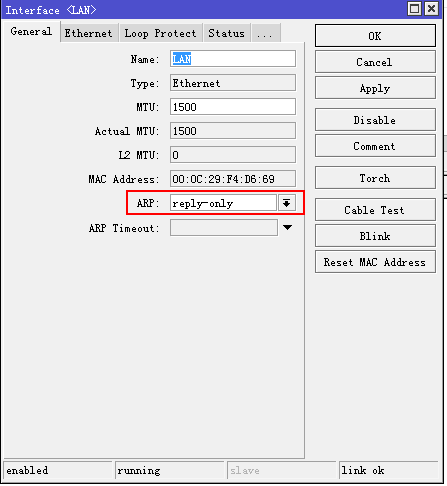 Interface <LAN>
General Ethernet Loop Protect Status ...
OK
Name: LAN
Type: Ethernet
Cancel
MTU: 1500
Apply
Actual MTU: 1500
Disable
L2 MTU: 0
Comment
MAC Address: 00:0C:29:F4:D6:69
Torch
ARP: reply-only
Cable Test
ARP Timeout:
Blink
Reset MAC Address
enabled running slave link ok